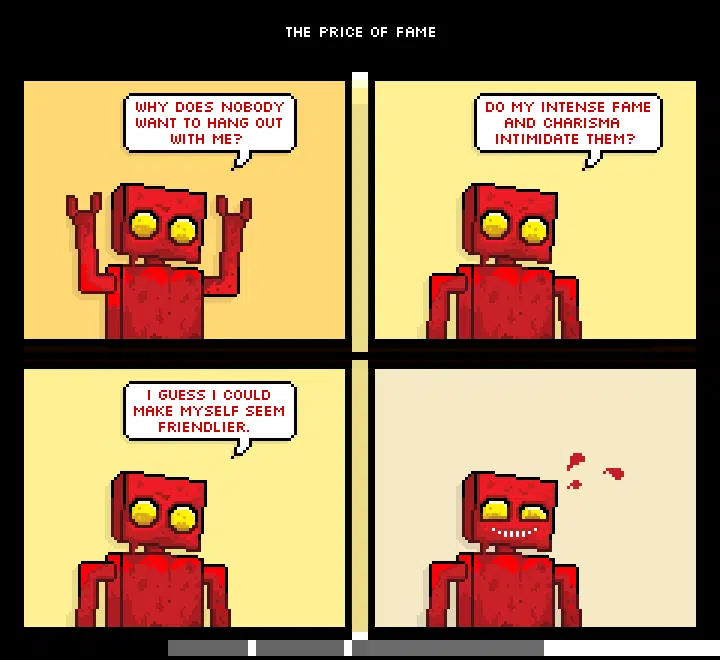 THE PRICE OF FAME
WHY DOES NOBODY
WANT TO HANG OUT
WITH ME?
DO MY INTENSE FAME
AND CHARISMA
INTIMIDATE THEM?
I GUESS I COULD
MAKE MYSELF SEEM
FRIENDLIER.